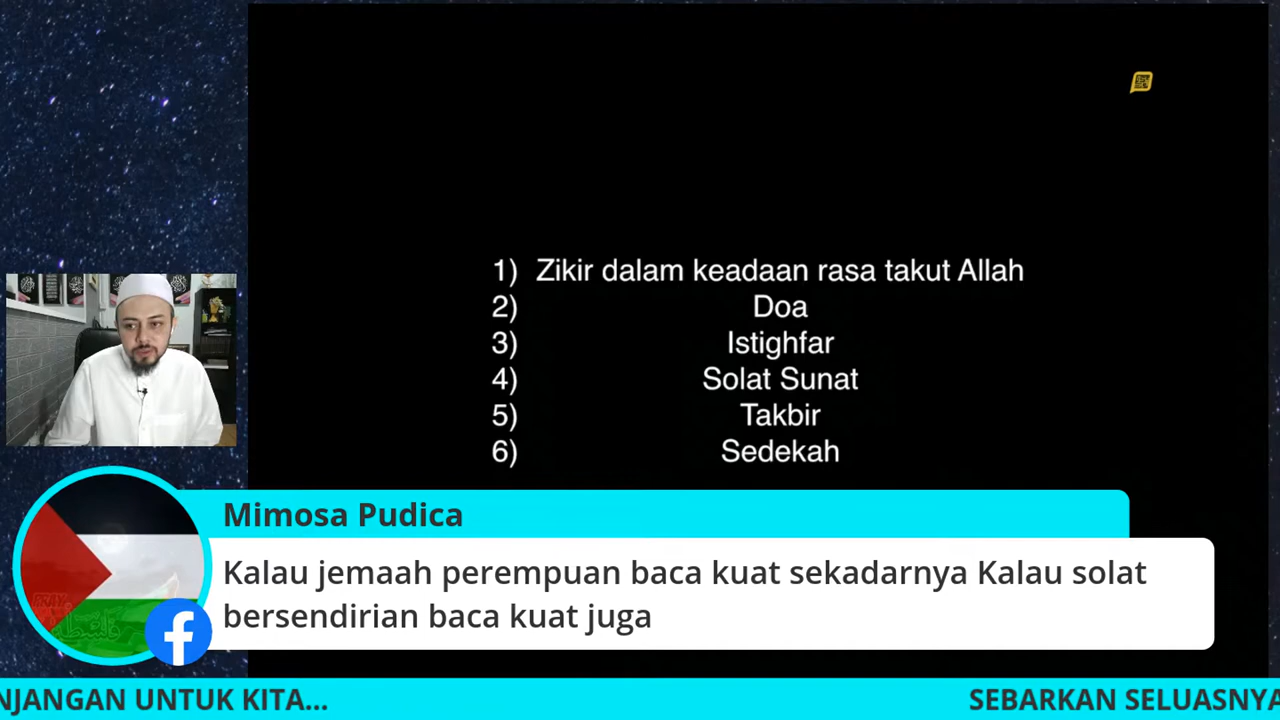 1) Zikir dalam keadaan rasa takut Allah
2) Doa
3) Istighfar
4) Solat Sunat
5) Takbir
6) Sedekah
Mimosa Pudica
Kalau jemaah perempuan baca kuat sekadarnya Kalau solat
bersendirian baca kuat juga
NJANGAN UNTUK KITA... SEBARKAN SELUASNYA